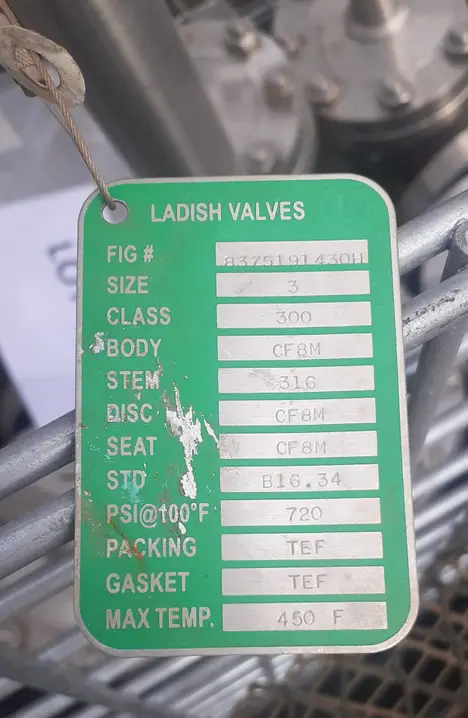 LADISH VALVES
FIG # 8375191430H
SIZE 3
CLASS 300
BODY CF8M
STEM 316
DISC CF8M
SEAT CF8M
STD B16.34
PSI@100°F 720
PACKING TEF
GASKET TEF
MAX TEMP. 450 F